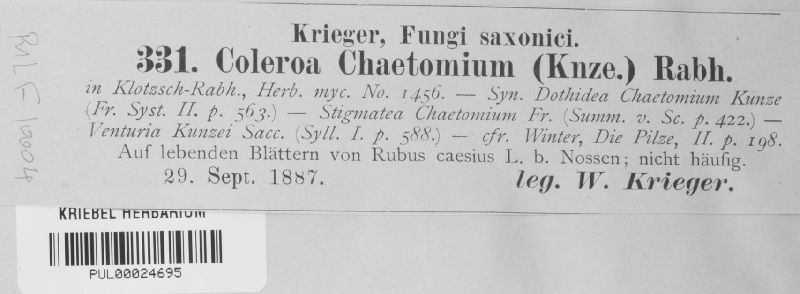 Krieger, Fungi saxonici.
331. Coleroa Chaetomium (Knze.) Rabh.
in Klotzsch-Rabh., Herb. myc. No. 1456. — Syn. Dothidea Chaetomium Kunze
(Fr. Syst. II. p. 563.) — Stigmatea Chaetomium Fr. (Summ. v. Sc. p. 422.) —
Venturia Kunzei Sacc. (Syll. I. p. 588.) — cfr. Winter, Die Pilze, II. p. 198.
Auf lebenden Blättern von Rubus caesius L. b. Nossen; nicht häufig.
29. Sept. 1887.
leg. W. Krieger.
KRIEBEL HERBARIUM
PUL00024695